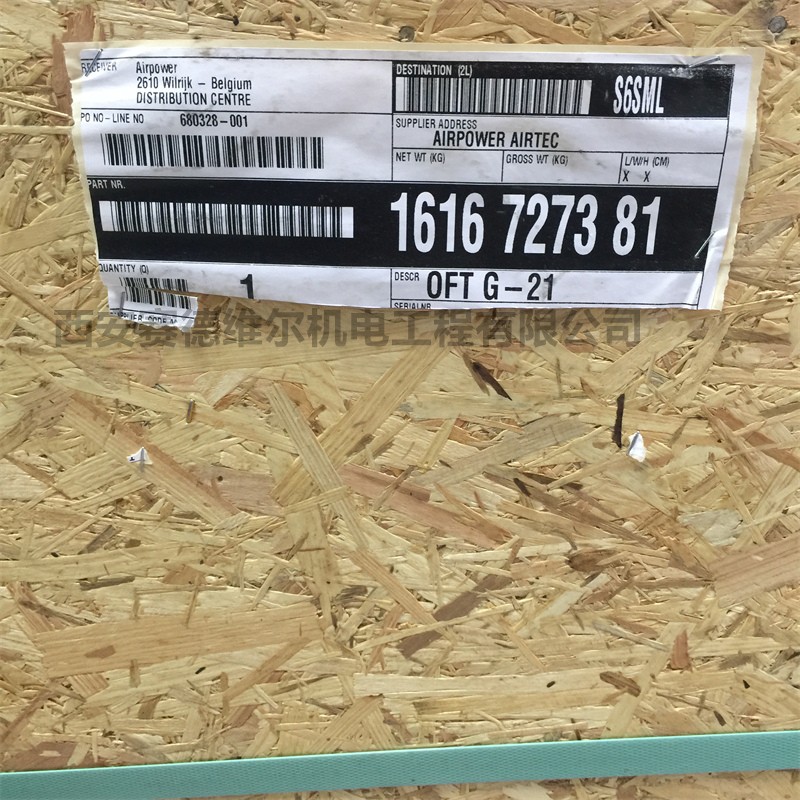 RECEIVER Airpower
2610 Wilrijk - Belgium
DISTRIBUTION CENTRE
DESTINATION (2L)
S6SML
PO NO - LINE NO 680328-001
SUPPLIER ADDRESS
AIRPOWER AIRTEC
NET WT (KG) GROSS WT (KG) L/W/H (CM)
X X
PART NR.
1616 7273 81
QUANTITY (Q) 1
DESCR OFT G-21
SERIALNR
西安赛德维尔机电工程有限公司